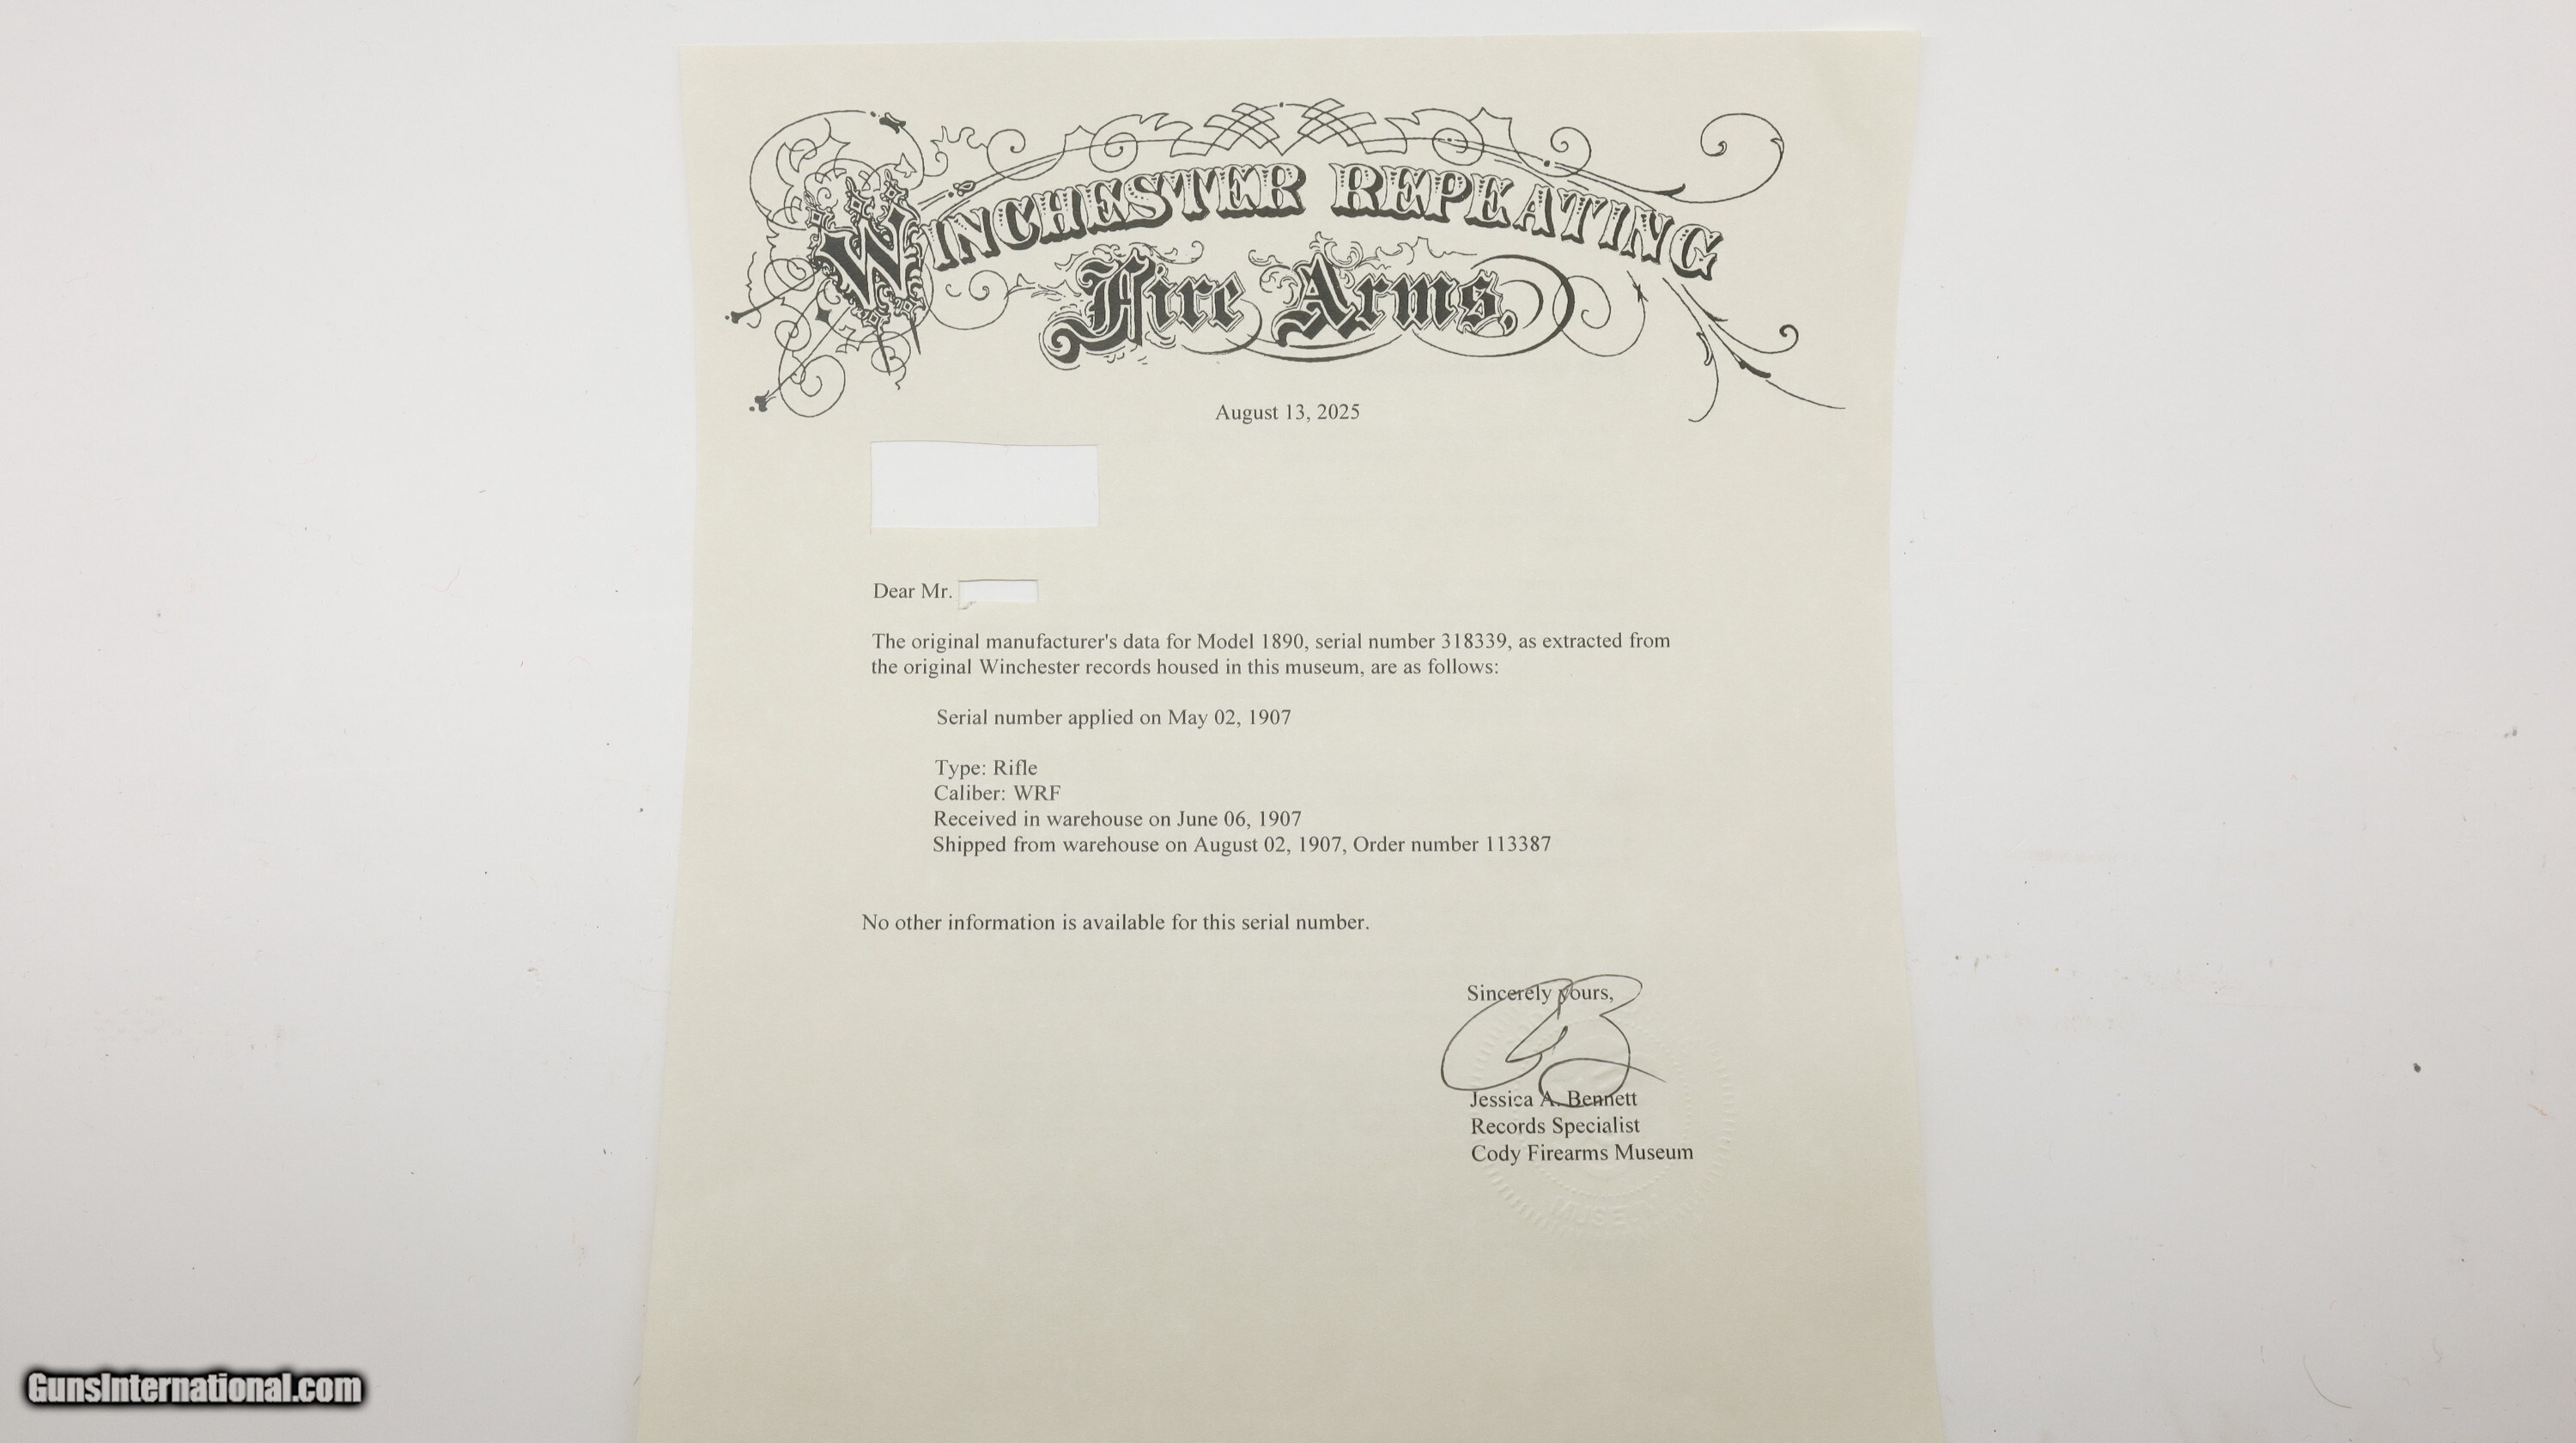 WINCHESTER REPEATING
Fire Arms,
August 13, 2025
Dear Mr.
The original manufacturer's data for Model 1890, serial number 318339, as extracted from
the original Winchester records housed in this museum, are as follows:
Serial number applied on May 02, 1907
Type: Rifle
Caliber: WRF
Received in warehouse on June 06, 1907
Shipped from warehouse on August 02, 1907, Order number 113387
No other information is available for this serial number.
Sincerely yours,
Jessica A. Bennett
Records Specialist
Cody Firearms Museum
MUSEUM
GunsInternational.com